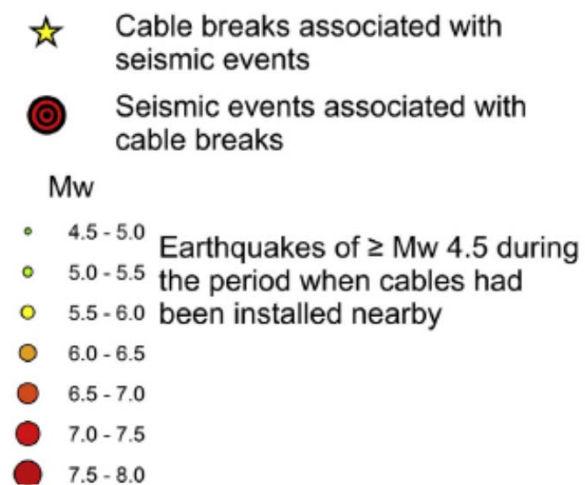 Cable breaks associated with
seismic events
Seismic events associated with
cable breaks
Mw
4.5 - 5.0
5.0 - 5.5
5.5 - 6.0
6.0 - 6.5
6.5 - 7.0
7.0 - 7.5
7.5 - 8.0
Earthquakes of ≥ Mw 4.5 during
the period when cables had
been installed nearby